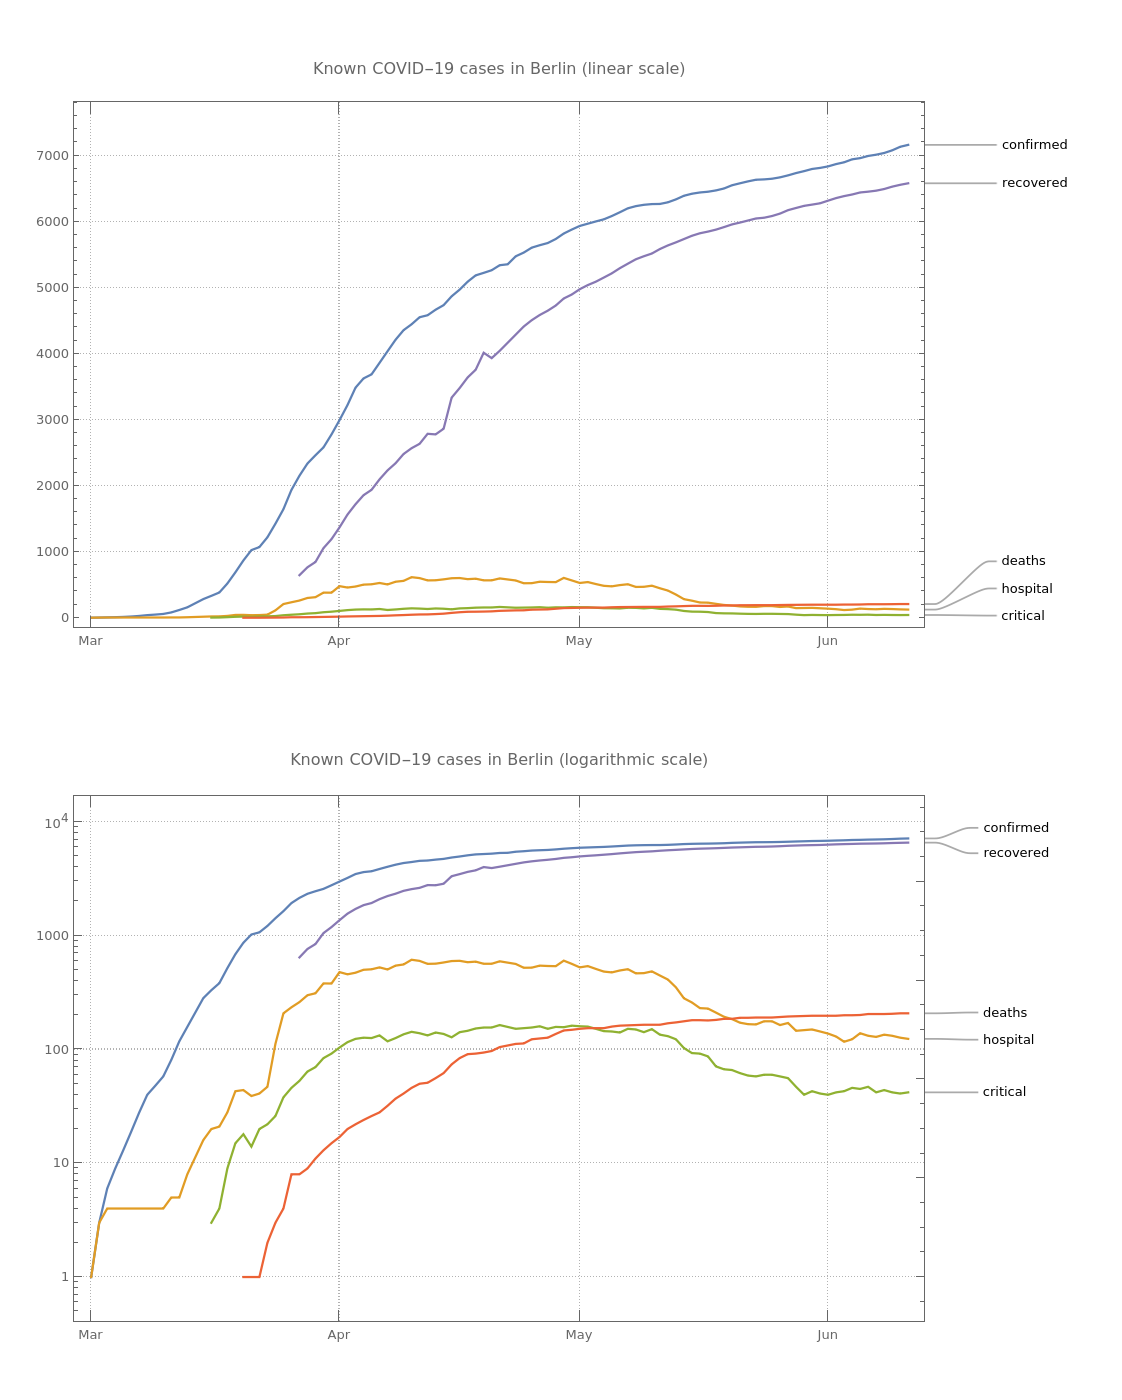 Known COVID−19 cases in Berlin (linear scale)
7000
6000
5000
4000
3000
2000
1000
0
Mar Apr May Jun
confirmed
recovered
deaths
hospital
critical
Known COVID−19 cases in Berlin (logarithmic scale)
10⁴
1000
100
10
1
Mar Apr May Jun
confirmed
recovered
deaths
hospital
critical